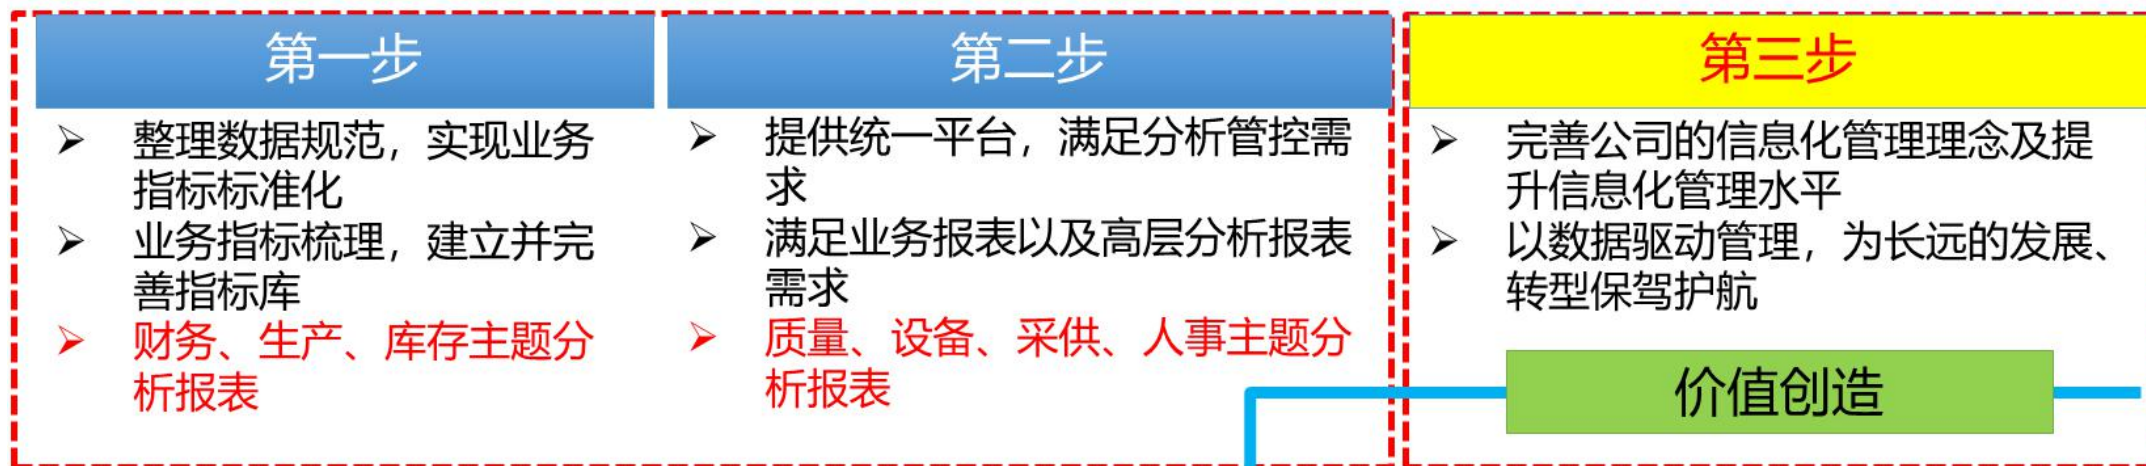 第一步
整理数据规范，实现业务
指标标准化
业务指标梳理，建立并完
善指标库
财务、生产、库存主题分
析报表
第二步
提供统一平台，满足分析管控需
求
满足业务报表以及高层分析报表
需求
质量、设备、采供、人事主题分
析报表
第三步
完善公司的信息化管理理念及提
升信息化管理水平
以数据驱动管理，为长远的发展、
转型保驾护航
价值创造